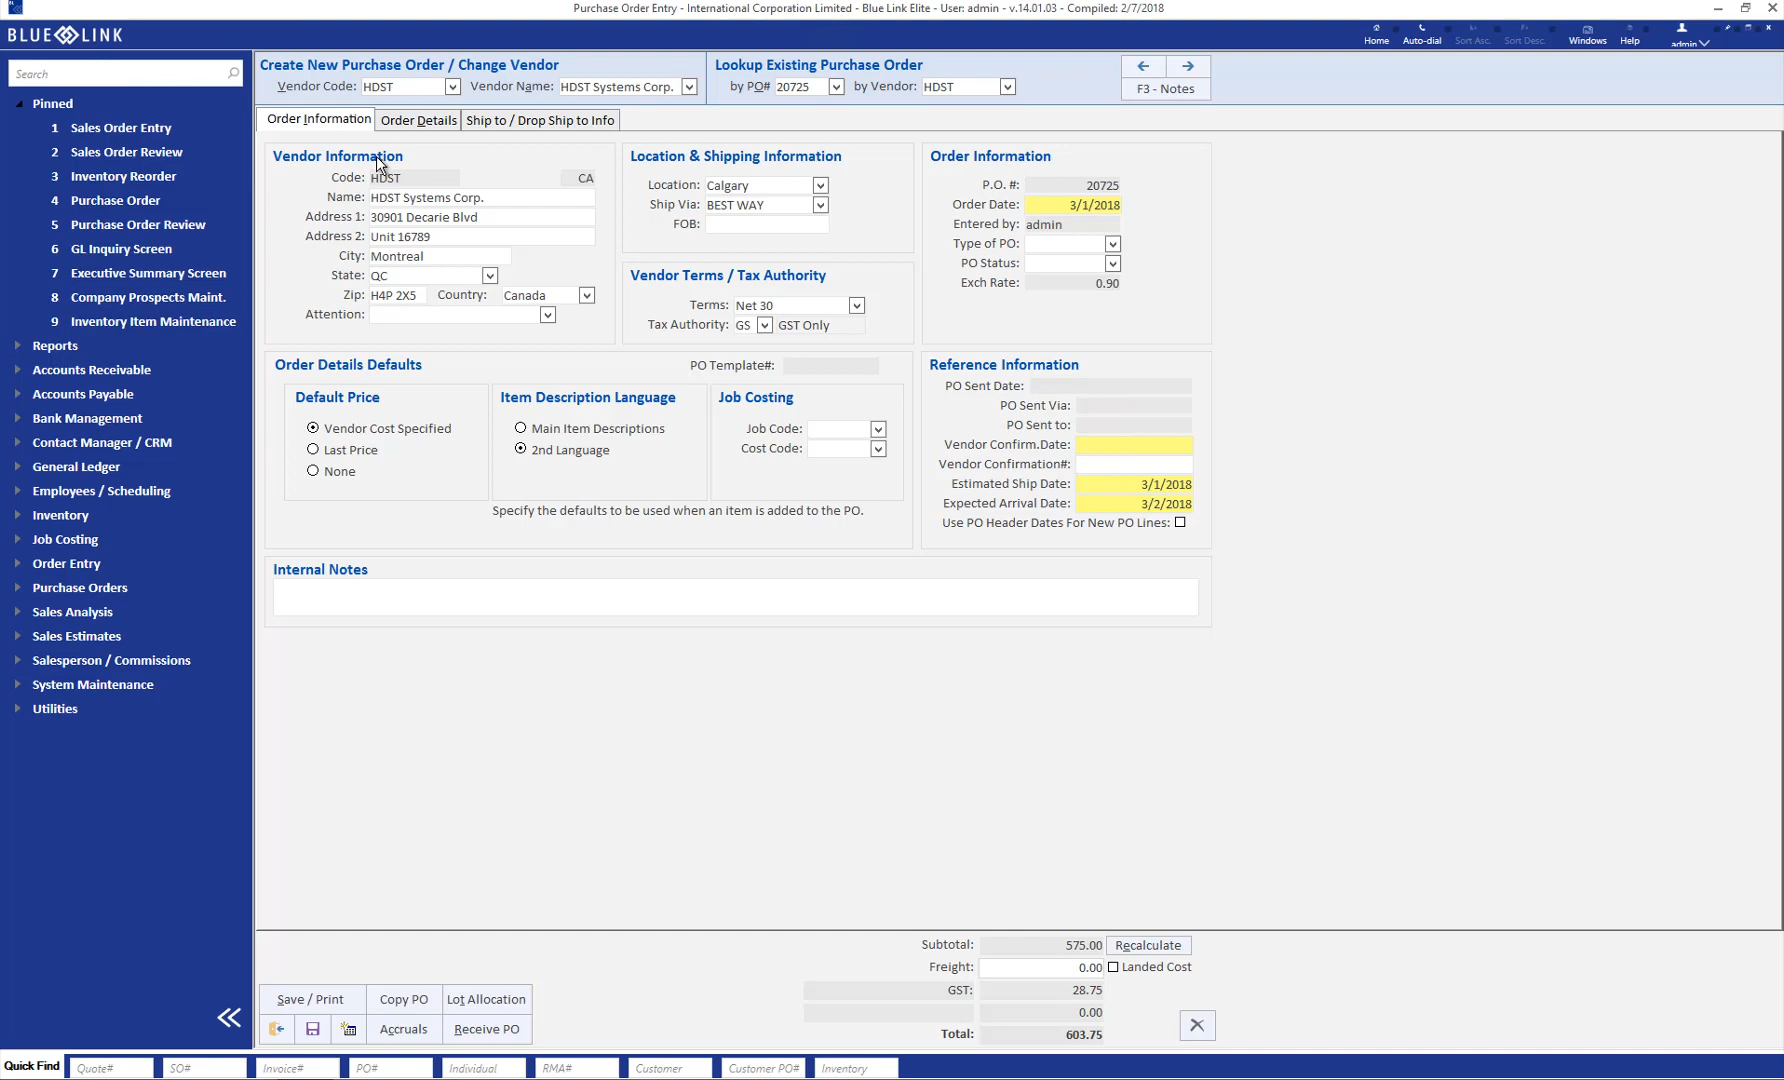 Purchase Order Entry - International Corporation Limited - Blue Link Elite - User: admin - v.14.01.03 - Compiled: 2/7/2018
BLUE LINK
Home Auto-dial Sort Asc. Sort Desc. Windows Help admin
Search
Pinned
1 Sales Order Entry
2 Sales Order Review
3 Inventory Reorder
4 Purchase Order
5 Purchase Order Review
6 GL Inquiry Screen
7 Executive Summary Screen
8 Company Prospects Maint.
9 Inventory Item Maintenance
Reports
Accounts Receivable
Accounts Payable
Bank Management
Contact Manager / CRM
General Ledger
Employees / Scheduling
Inventory
Job Costing
Order Entry
Purchase Orders
Sales Analysis
Sales Estimates
Salesperson / Commissions
System Maintenance
Utilities
Create New Purchase Order / Change Vendor
Vendor Code: HDST Vendor Name: HDST Systems Corp.
Lookup Existing Purchase Order
by PO# 20725 by Vendor: HDST
F3 - Notes
Order Information Order Details Ship to / Drop Ship to Info
Vendor Information
Code: HDST CA
Name: HDST Systems Corp.
Address 1: 30901 Decarie Blvd
Address 2: Unit 16789
City: Montreal
State: QC
Zip: H4P 2X5 Country: Canada
Attention:
Location & Shipping Information
Location: Calgary
Ship Via: BEST WAY
FOB:
Vendor Terms / Tax Authority
Terms: Net 30
Tax Authority: GS GST Only
Order Information
P.O. #: 20725
Order Date: 3/1/2018
Entered by: admin
Type of PO:
PO Status:
Exch Rate: 0.90
Order Details Defaults PO Template#:
Default Price
Vendor Cost Specified
Last Price
None
Item Description Language
Main Item Descriptions
2nd Language
Job Costing
Job Code:
Cost Code:
Specify the defaults to be used when an item is added to the PO.
Reference Information
PO Sent Date:
PO Sent Via:
PO Sent to:
Vendor Confirm.Date:
Vendor Confirmation#:
Estimated Ship Date: 3/1/2018
Expected Arrival Date: 3/2/2018
Use PO Header Dates For New PO Lines:
Internal Notes
Subtotal: 575.00 Recalculate
Freight: 0.00 Landed Cost
GST: 28.75
0.00
Total: 603.75
Save / Print Copy PO Lot Allocation
Accruals Receive PO
Quick Find Quote# SO# Invoice# PO# Individual RMA# Customer Customer PO# Inventory